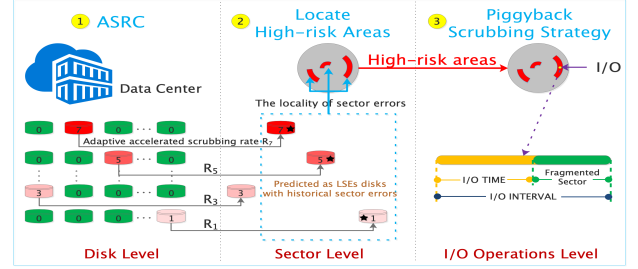 1 ASRC
Data Center
0 7 0 ... 0
Adaptive accelerated scrubbing rate R7
0 0 5 ... 0
R5
3 0 0 ... 0
R3
0 0 0 ... 1
R1
Disk Level
2 Locate
High-risk Areas
The locality of sector errors
7
5
Predicted as LSEs disks
with historical sector errors
3
1
Sector Level
High-risk areas
3 Piggyback
Scrubbing Strategy
I/O
I/O TIME
Fragmented
Sector
I/O INTERVAL
I/O Operations Level